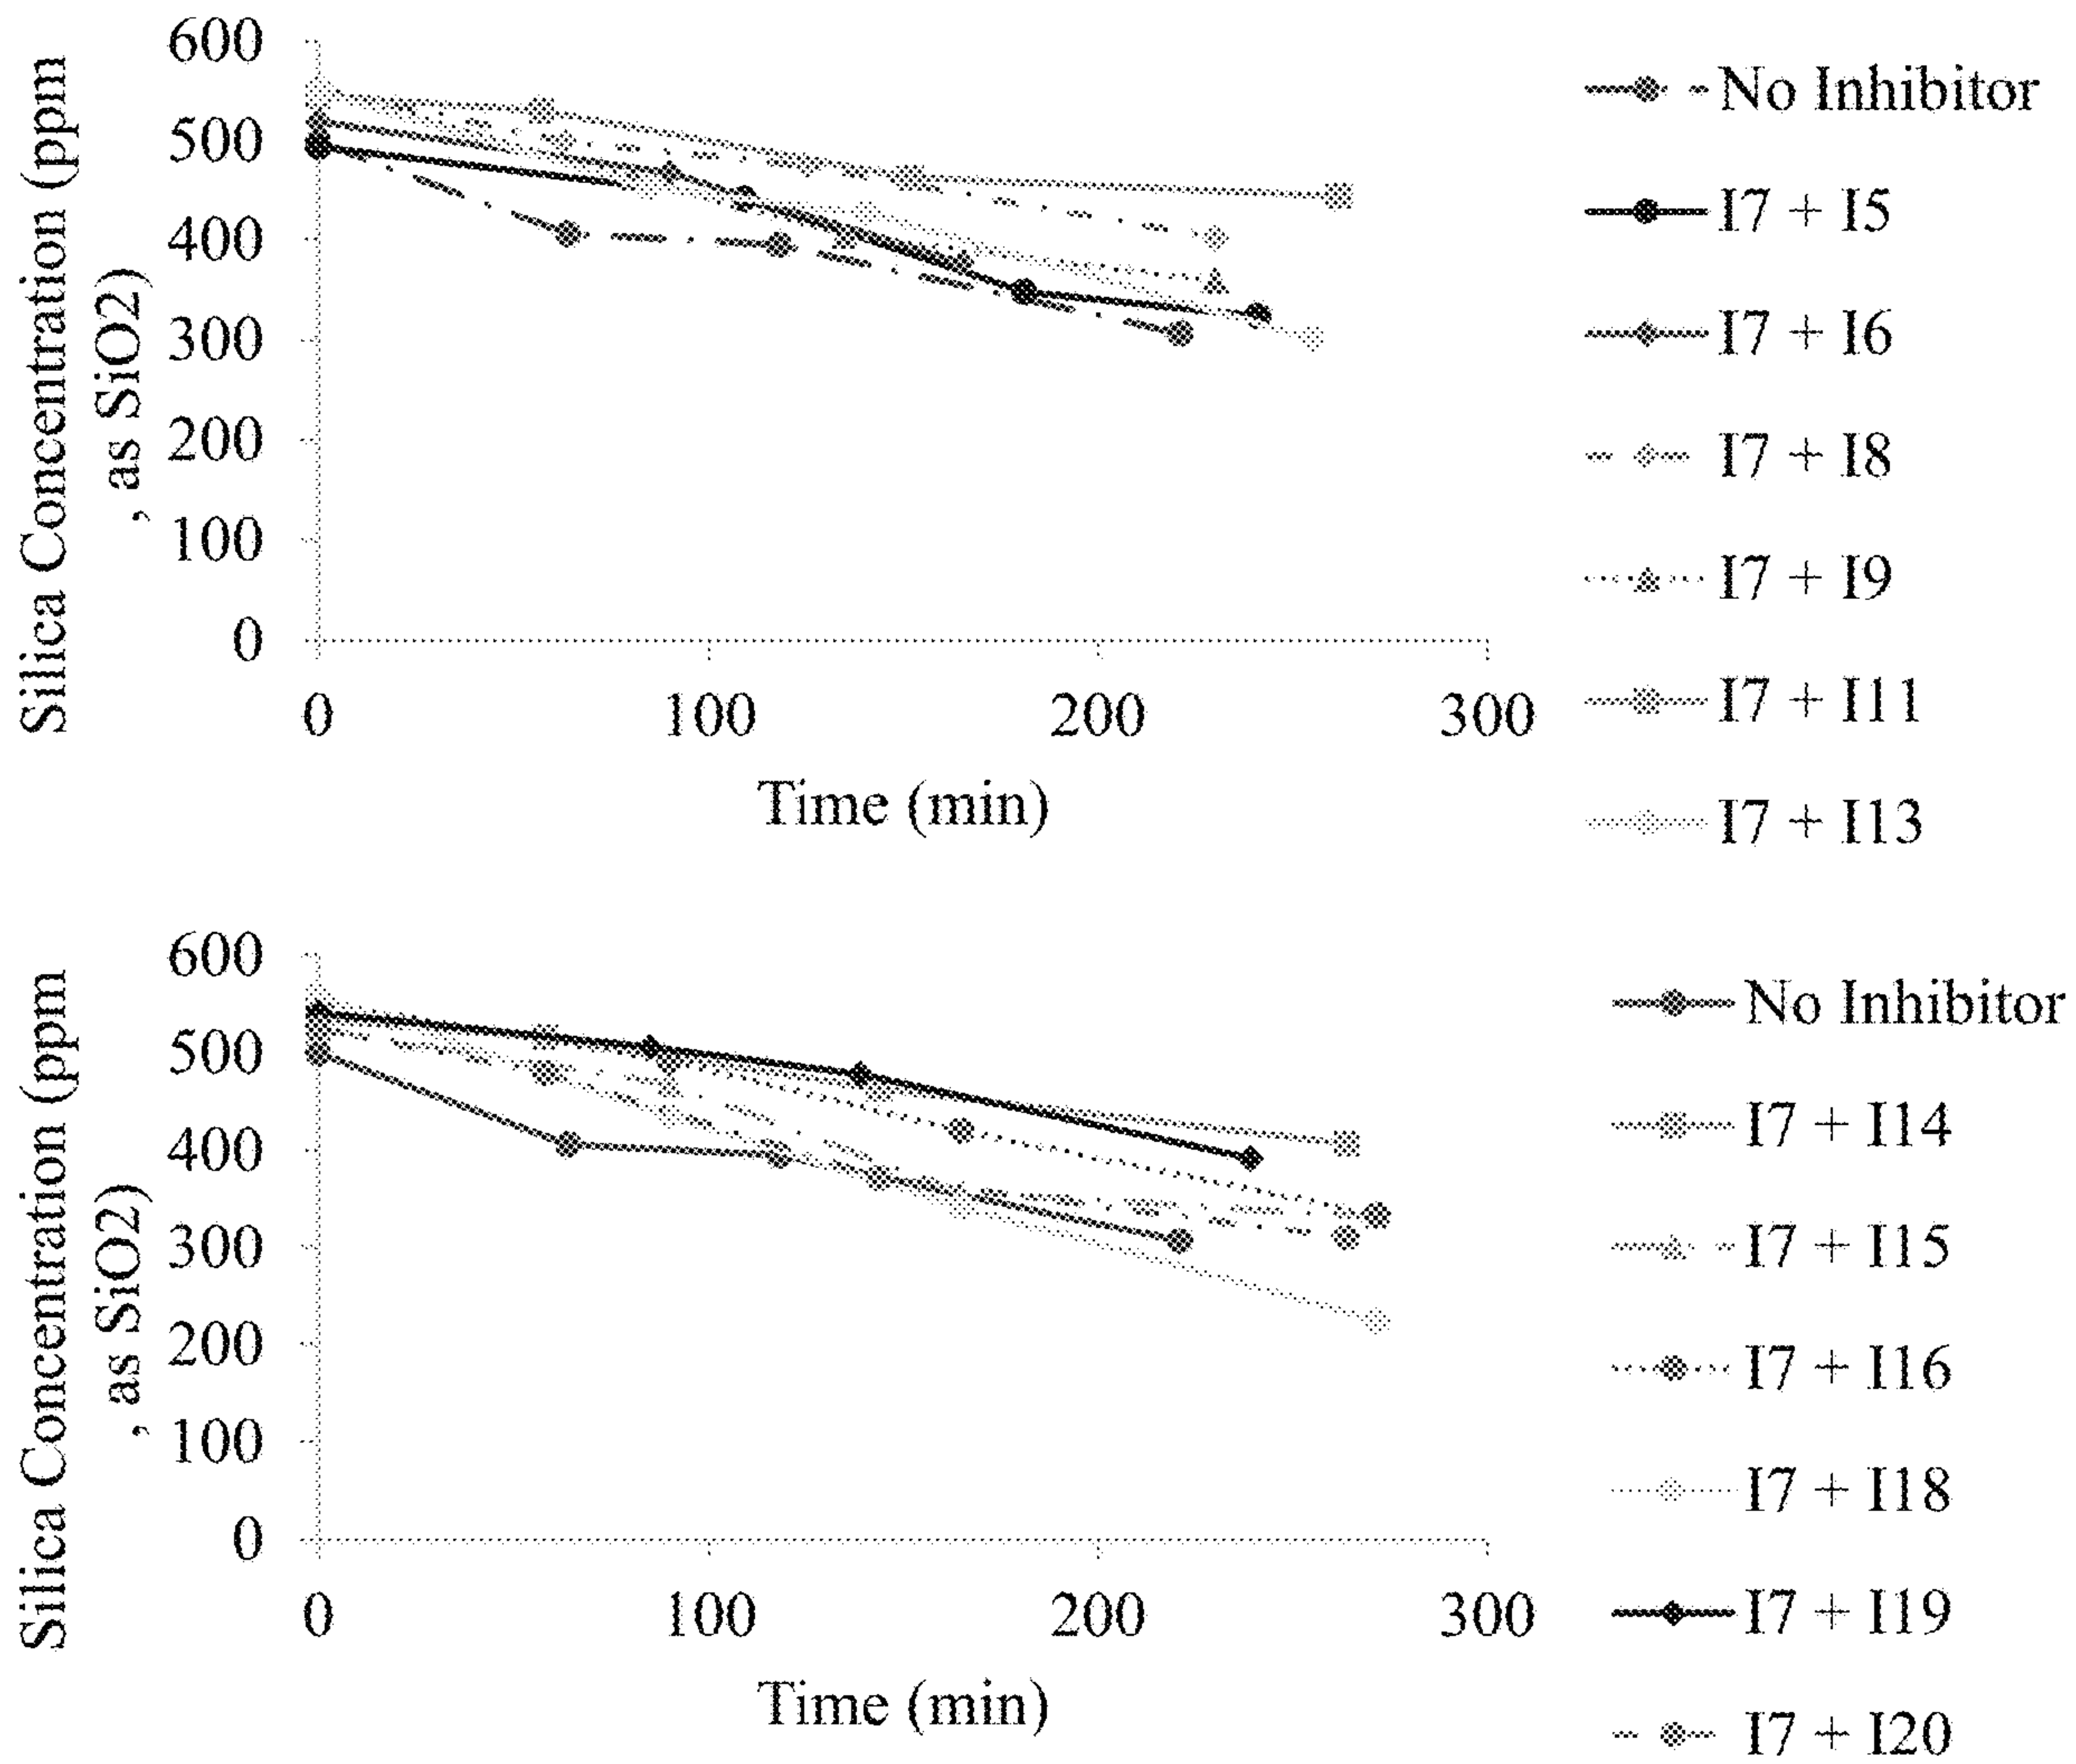 Silica Concentration (ppm
, as SiO2)
600
500
400
300
200
100
0
0 100 200 300
Time (min)
No Inhibitor
I7 + I5
I7 + I6
I7 + I8
I7 + I9
I7 + I11
I7 + I13
Silica Concentration (ppm
, as SiO2)
600
500
400
300
200
100
0
0 100 200 300
Time (min)
No Inhibitor
I7 + I14
I7 + I15
I7 + I16
I7 + I18
I7 + I19
I7 + I20